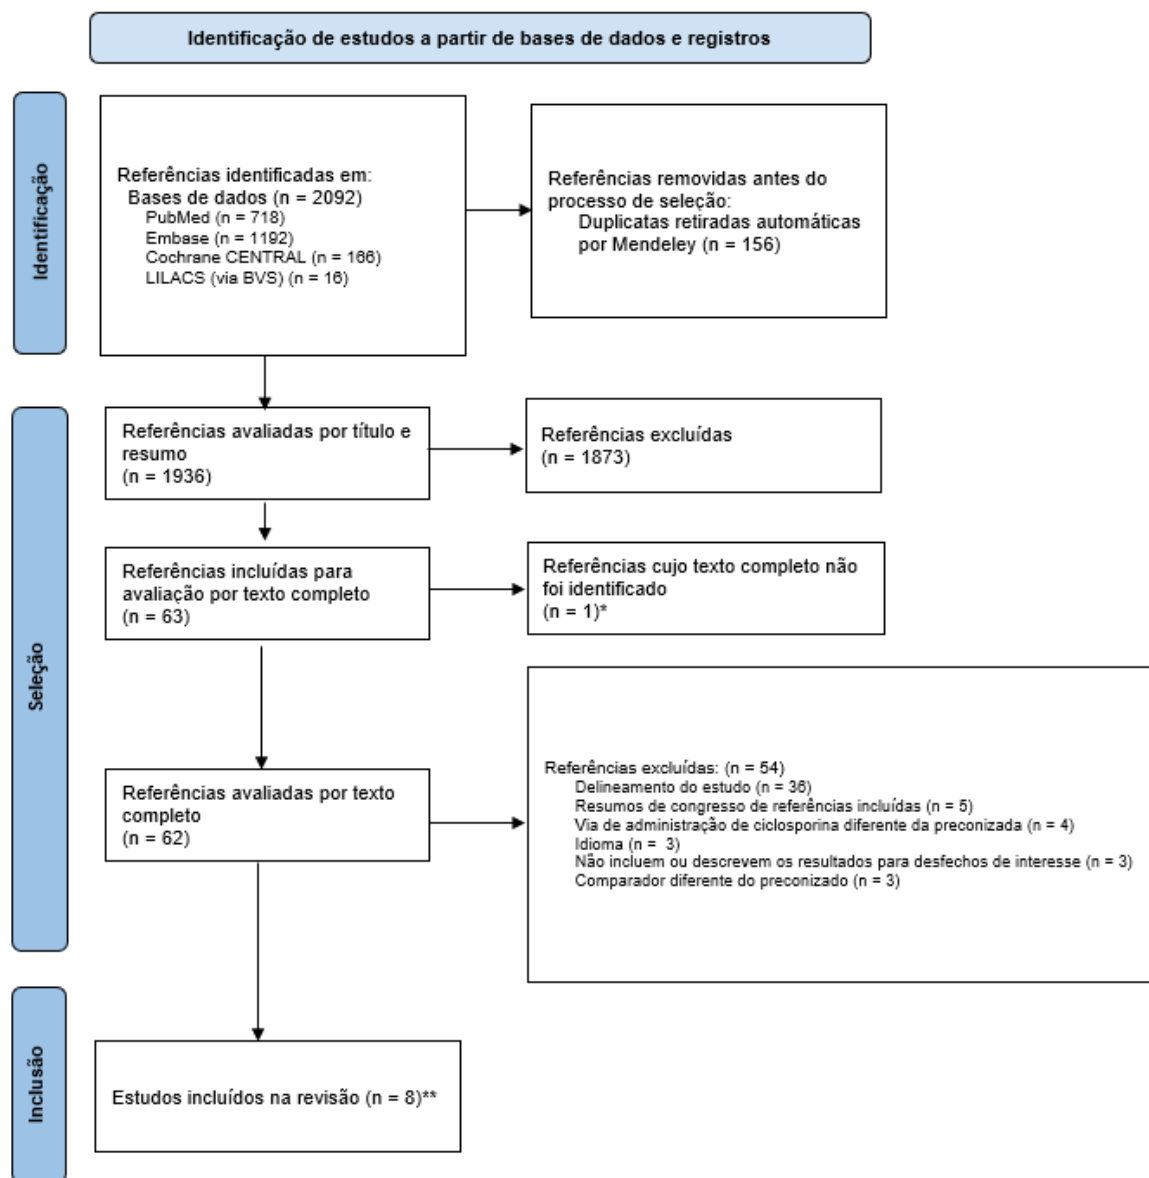 Identificação de estudos a partir de bases de dados e registros
Identificação
Referências identificadas em:
Bases de dados (n = 2092)
PubMed (n = 718)
Embase (n = 1192)
Cochrane CENTRAL (n = 166)
LILACS (via BVS) (n = 16)
Referências removidas antes do
processo de seleção:
Duplicatas retiradas automáticas
por Mendeley (n = 156)
Seleção
Referências avaliadas por título e
resumo
(n = 1936)
Referências excluídas
(n = 1873)
Referências incluídas para
avaliação por texto completo
(n = 63)
Referências cujo texto completo não
foi identificado
(n = 1)*
Referências avaliadas por texto
completo
(n = 62)
Referências excluídas: (n = 54)
Delineamento do estudo (n = 36)
Resumos de congresso de referências incluídas (n = 5)
Via de administração de ciclosporina diferente da preconizada (n = 4)
Idioma (n = 3)
Não incluem ou descrevem os resultados para desfechos de interesse (n = 3)
Comparador diferente do preconizado (n = 3)
Inclusão
Estudos incluídos na revisão (n = 8)**